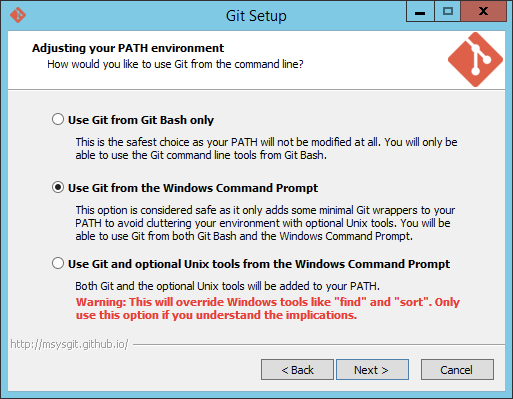 Git Setup
Adjusting your PATH environment
How would you like to use Git from the command line?
Use Git from Git Bash only
This is the safest choice as your PATH will not be modified at all. You will only be
able to use the Git command line tools from Git Bash.
Use Git from the Windows Command Prompt
This option is considered safe as it only adds some minimal Git wrappers to your
PATH to avoid cluttering your environment with optional Unix tools. You will be
able to use Git from both Git Bash and the Windows Command Prompt.
Use Git and optional Unix tools from the Windows Command Prompt
Both Git and the optional Unix tools will be added to your PATH.
Warning: This will override Windows tools like "find" and "sort". Only
use this option if you understand the implications.
http://msysgit.github.io/
< Back Next > Cancel